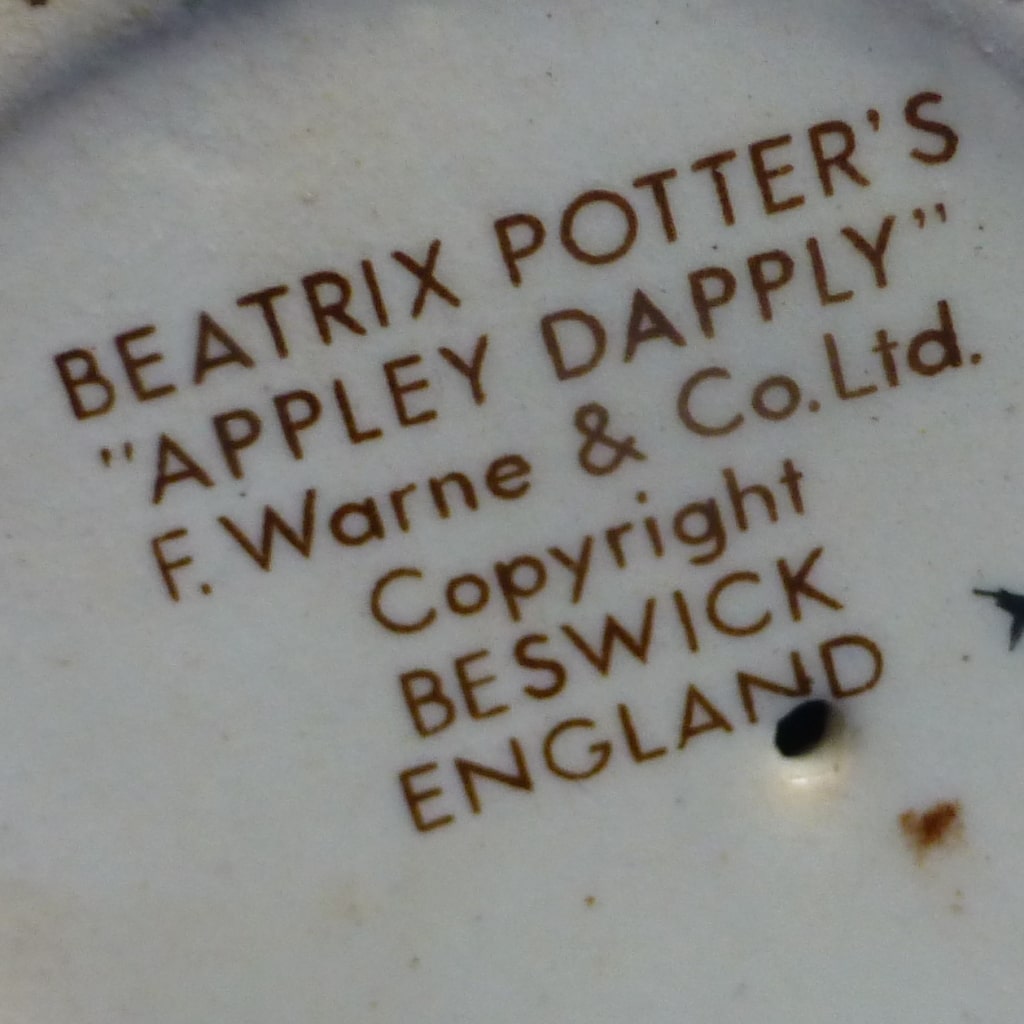 BEATRIX POTTER'S
"APPLEY DAPPLY"
F. Warne & Co. Ltd.
Copyright
BESWICK
ENGLAND